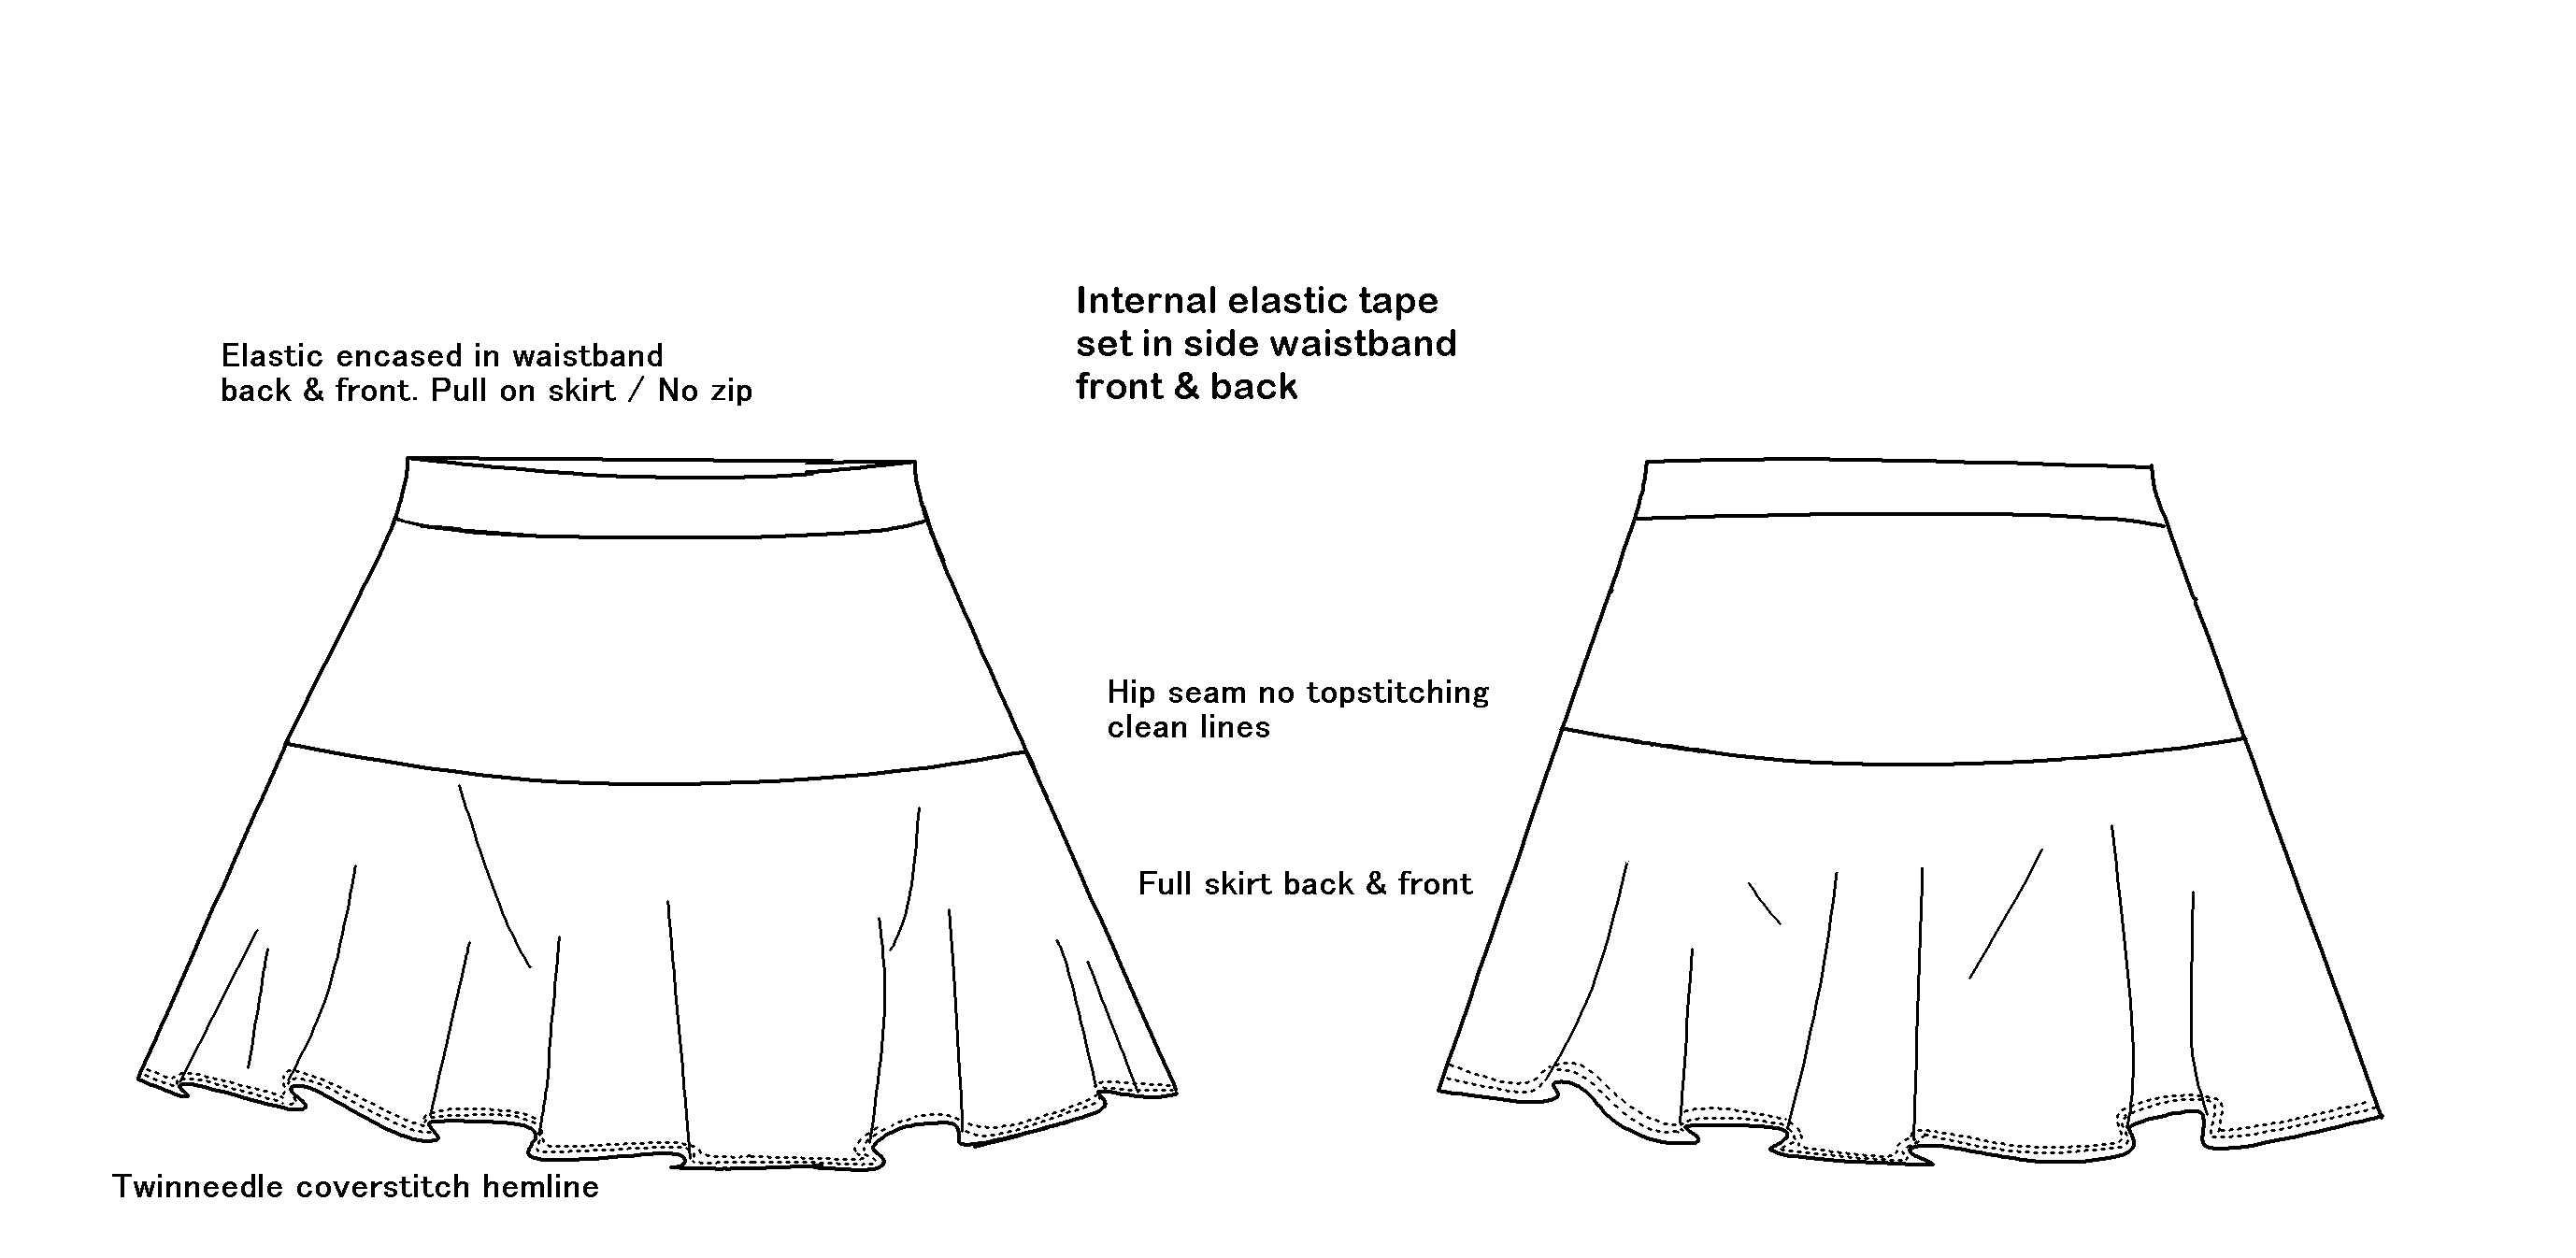 Internal elastic tape
set in side waistband
front & back
Elastic encased in waistband
back & front. Pull on skirt / No zip
Hip seam no topstitching
clean lines
Full skirt back & front
Twinneedle coverstitch hemline